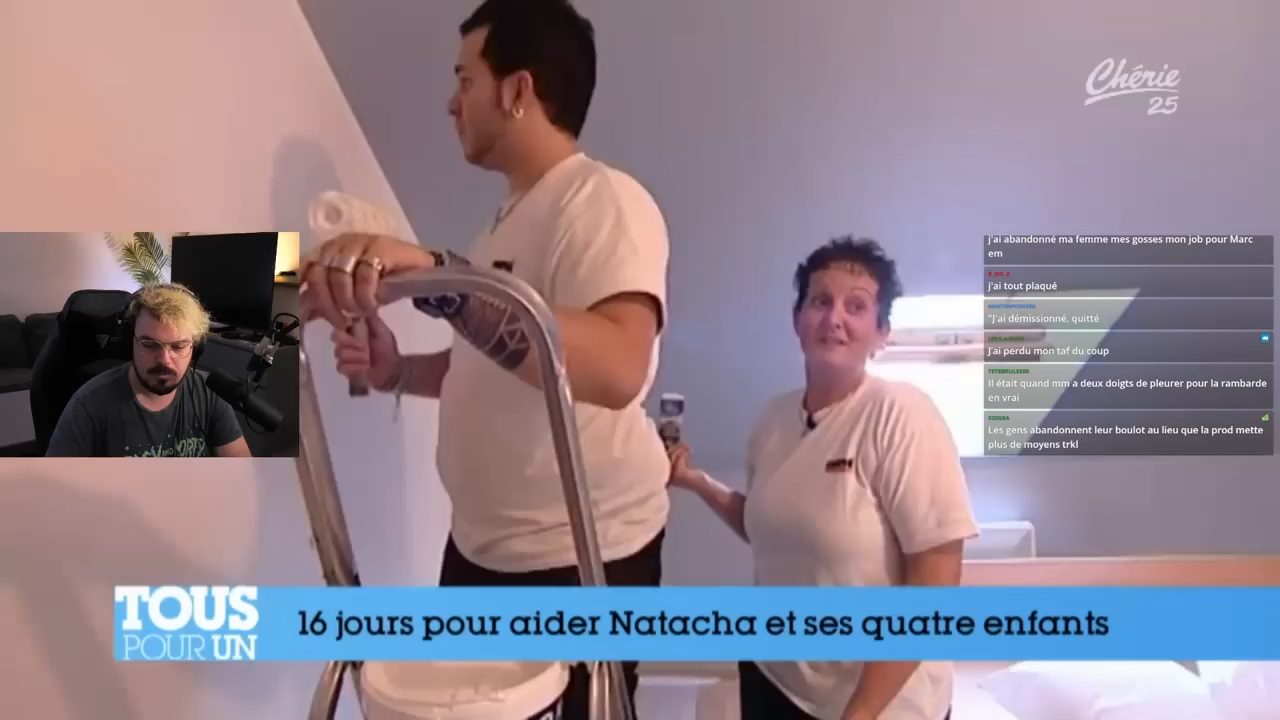 Chérie
25
j'ai abandonné ma femme mes gosses mon job pour Marc
em
j'ai tout plaqué
"J'ai démissionné, quitté
J'ai perdu mon taf du coup
TETEBRULEE06
Il était quand mm a deux doigts de pleurer pour la rambarde
en vrai
Les gens abandonnent leur boulot au lieu que la prod mette
plus de moyens trkl
TOUS
POUR UN
16 jours pour aider Natacha et ses quatre enfants